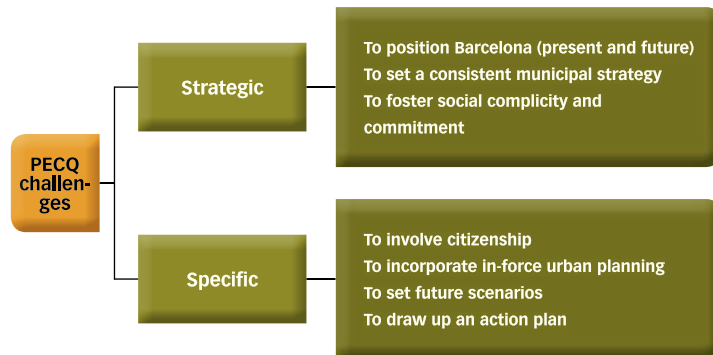 PECQ
challen-
ges
Strategic
To position Barcelona (present and future)
To set a consistent municipal strategy
To foster social complicity and
commitment
Specific
To involve citizenship
To incorporate in-force urban planning
To set future scenarios
To draw up an action plan